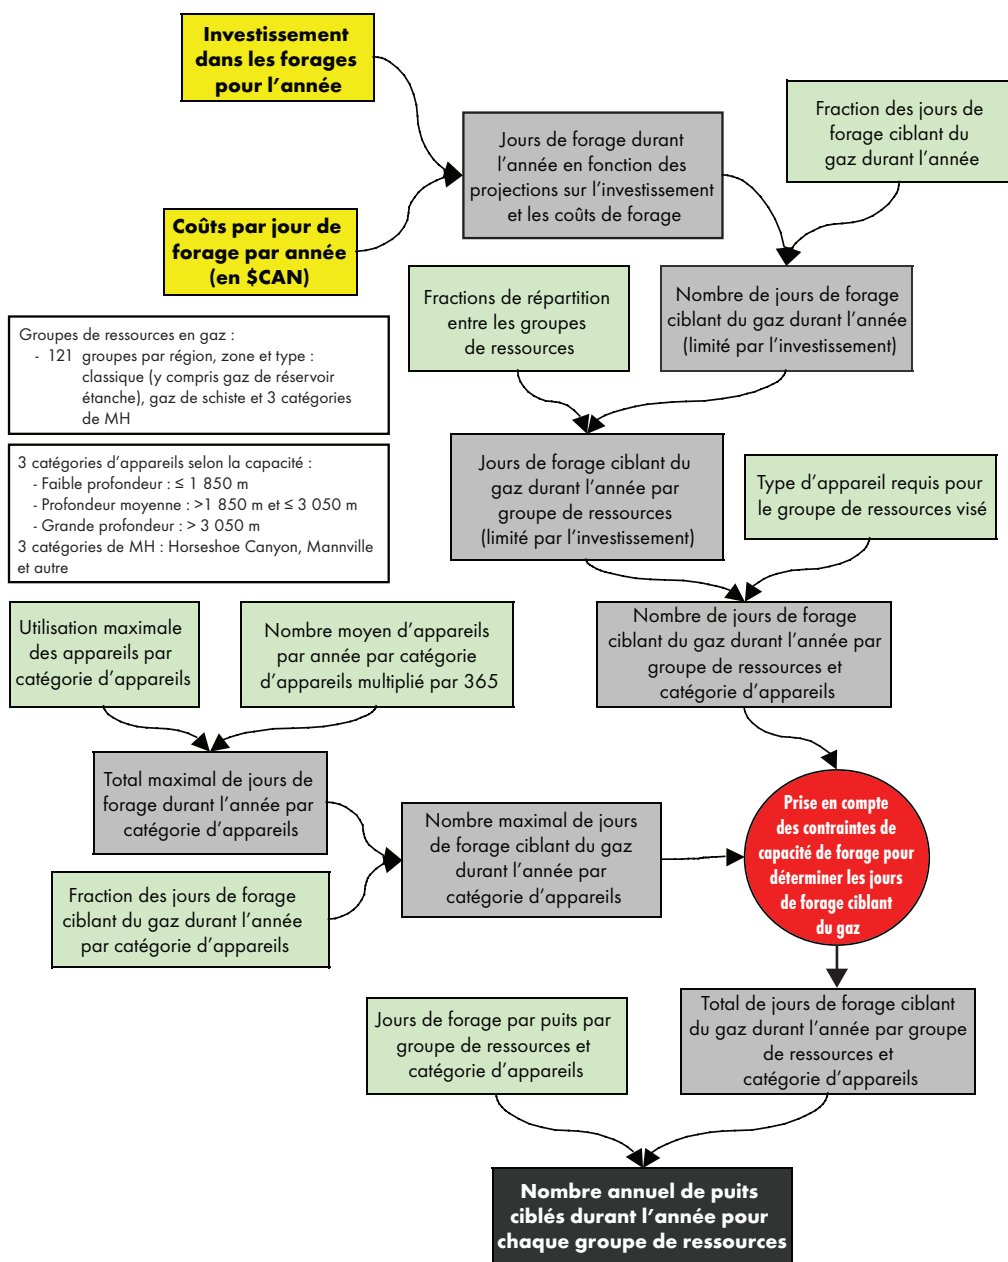 Investissement
dans les forages
pour l'année
Fraction des jours de
forage ciblant du
gaz durant l'année
Jours de forage durant
l'année en fonction des
projections sur l'investissement
et les coûts de forage
Coûts par jour de
forage par année
(en $CAN)
Fractions de répartition
entre les groupes
de ressources
Nombre de jours de forage
ciblant du gaz durant l'année
(limité par l'investissement)
Groupes de ressources en gaz :
- 121 groupes par région, zone et type :
classique (y compris gaz de réservoir
étanche), gaz de schiste et 3 catégories
de MH
3 catégories d'appareils selon la capacité :
- Faible profondeur : ≤ 1 850 m
- Profondeur moyenne : >1 850 m et ≤ 3 050 m
- Grande profondeur : > 3 050 m
3 catégories de MH : Horseshoe Canyon, Mannville
et autre
Jours de forage ciblant du
gaz durant l'année par
groupe de ressources
(limité par l'investissement)
Type d'appareil requis pour
le groupe de ressources visé
Utilisation maximale
des appareils par
catégorie d'appareils
Nombre moyen d'appareils
par année par catégorie
d'appareils multiplié par 365
Nombre de jours de forage
ciblant du gaz durant l'année par
groupe de ressources et
catégorie d'appareils
Total maximal de jours de
forage durant l'année par
catégorie d'appareils
Nombre maximal de jours
de forage ciblant du gaz
durant l'année par
catégorie d'appareils
Prise en compte
des contraintes de
capacité de forage pour
déterminer les jours
de forage ciblant
du gaz
Fraction des jours de forage
ciblant du gaz durant l'année
par catégorie d'appareils
Jours de forage par puits par
groupe de ressources et
catégorie d'appareils
Total de jours de forage ciblant
du gaz durant l'année par groupe
de ressources et
catégorie d'appareils
Nombre annuel de puits
ciblés durant l'année pour
chaque groupe de ressources